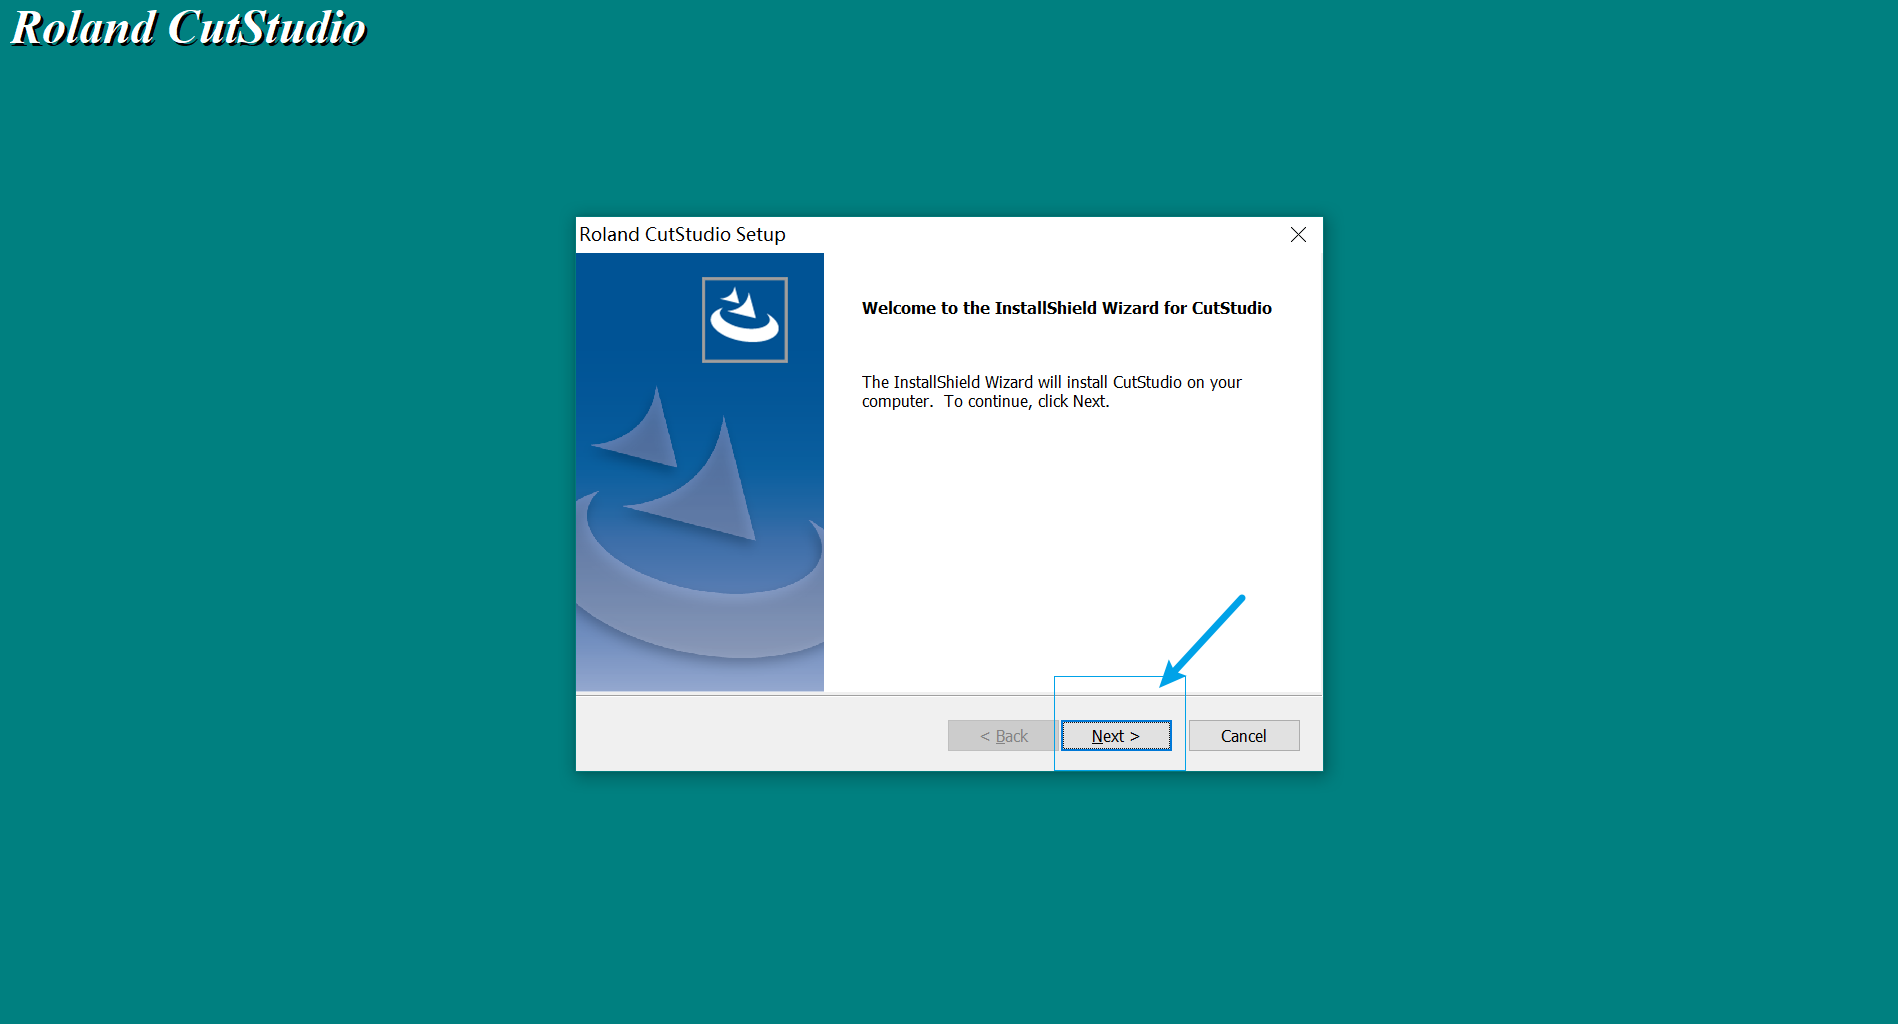 Roland CutStudio
Roland CutStudio Setup
Welcome to the InstallShield Wizard for CutStudio
The InstallShield Wizard will install CutStudio on your
computer.  To continue, click Next.
< Back
Next >
Cancel